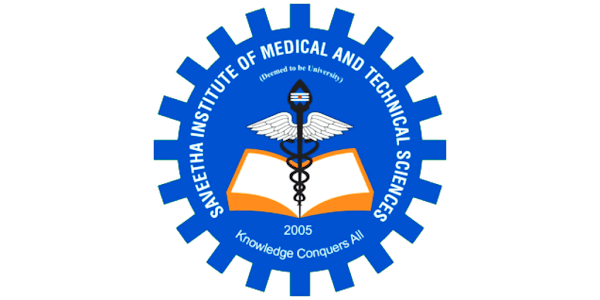 SAVEETHA INSTITUTE OF MEDICAL AND TECHNICAL SCIENCES
(Deemed to be University)
2005
Knowledge Conquers All